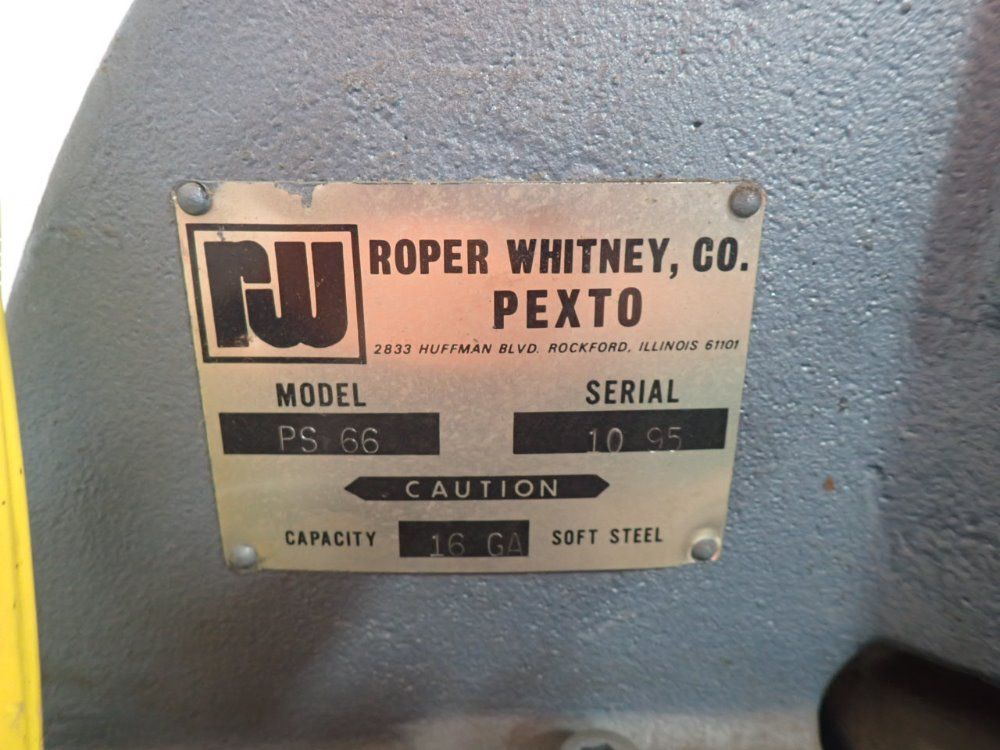 rw
ROPER WHITNEY, CO.
PEXTO
2833 HUFFMAN BLVD. ROCKFORD, ILLINOIS 61101
MODEL SERIAL
PS 66 10 95
CAUTION
CAPACITY 16 GA SOFT STEEL